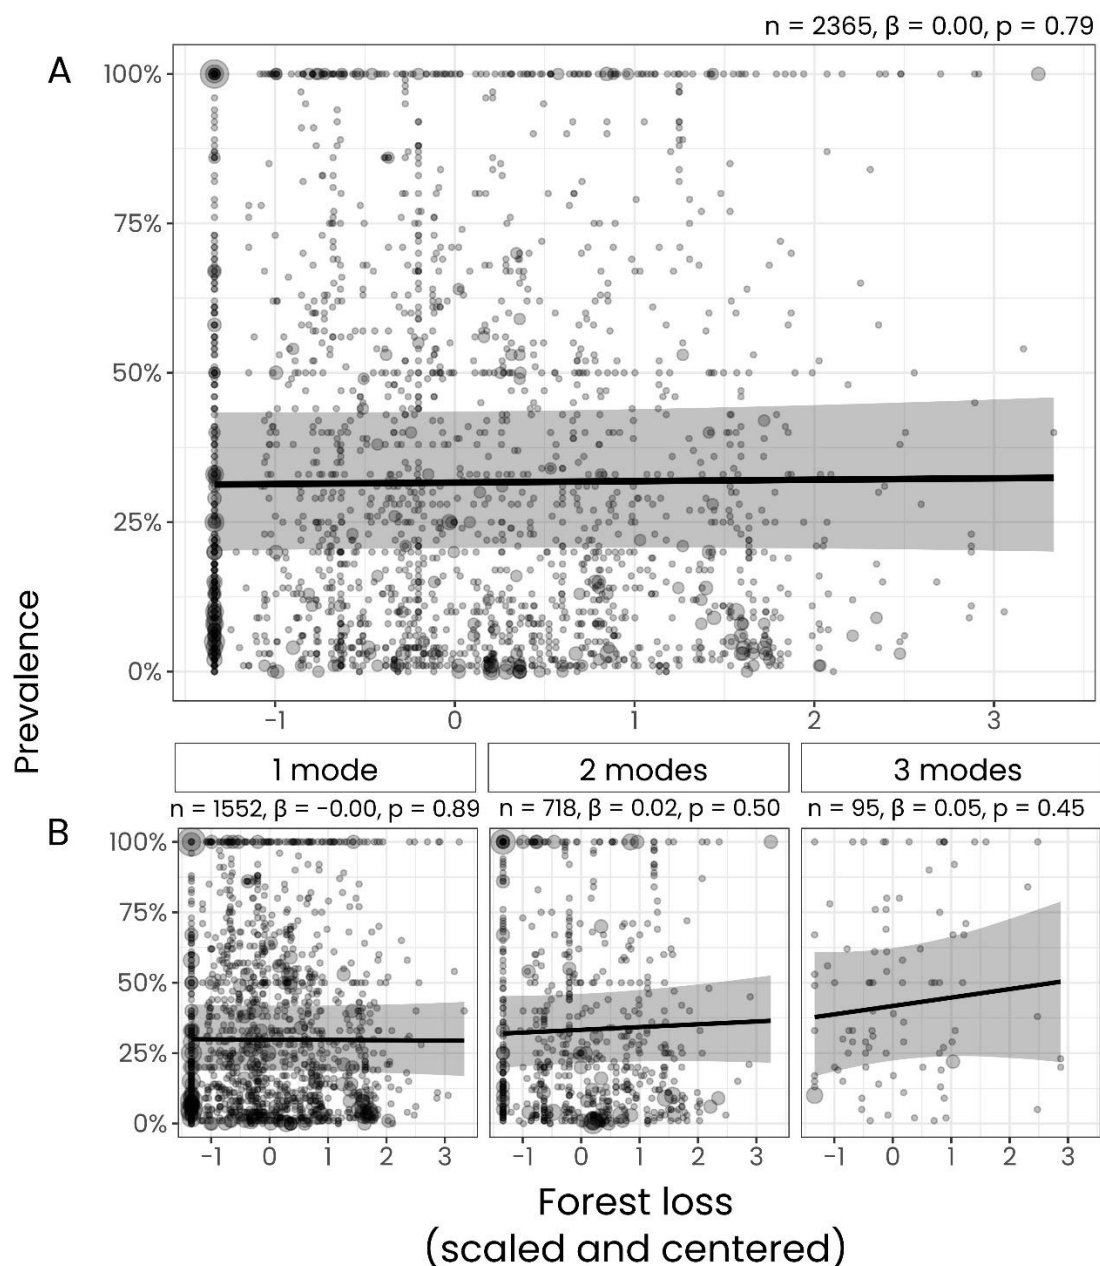 n = 2365, β = 0.00, p = 0.79
A
100%
75%
50%
25%
0%
−1 0 1 2 3
Prevalence
1 mode 2 modes 3 modes
n = 1552, β = −0.00, p = 0.89 n = 718, β = 0.02, p = 0.50 n = 95, β = 0.05, p = 0.45
B
100%
75%
50%
25%
0%
−1 0 1 2 3 −1 0 1 2 3 −1 0 1 2 3
Forest loss
(scaled and centered)